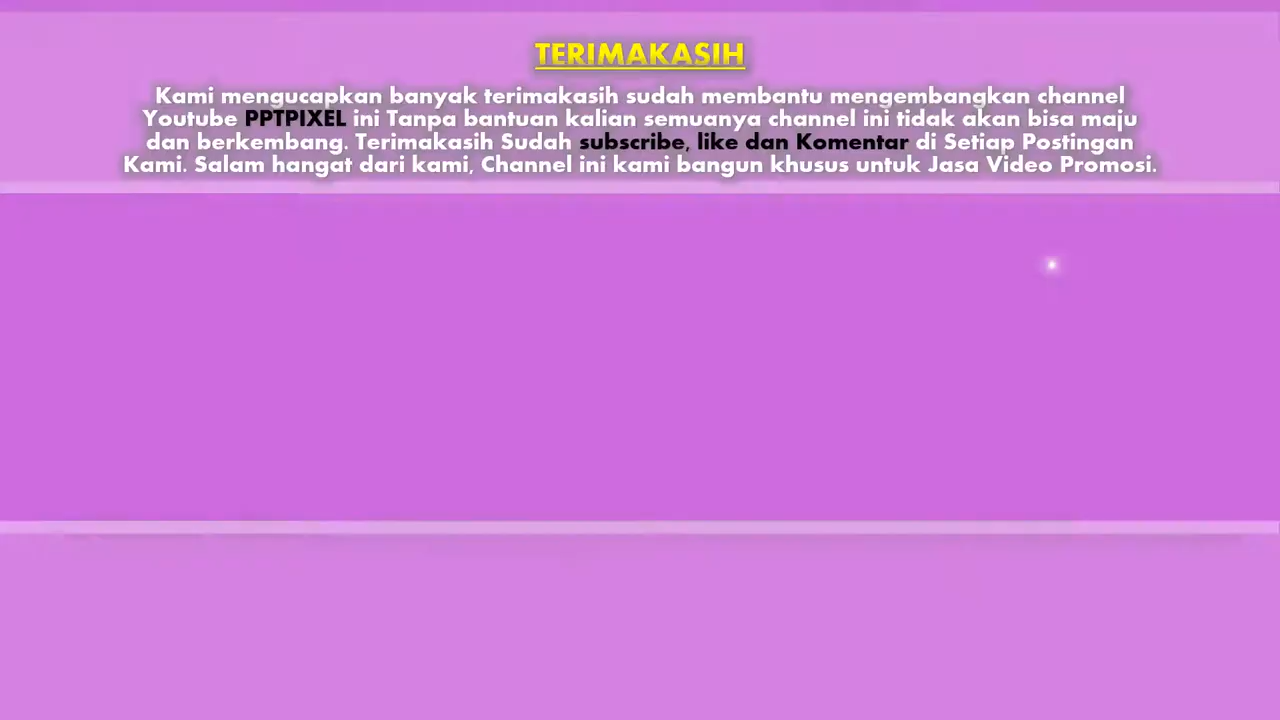 TERIMAKASIH
Kami mengucapkan banyak terimakasih sudah membantu mengembangkan channel
Youtube PPTPIXEL ini Tanpa bantuan kalian semuanya channel ini tidak akan bisa maju
dan berkembang. Terimakasih Sudah subscribe, like dan Komentar di Setiap Postingan
Kami. Salam hangat dari kami, Channel ini kami bangun khusus untuk Jasa Video Promosi.